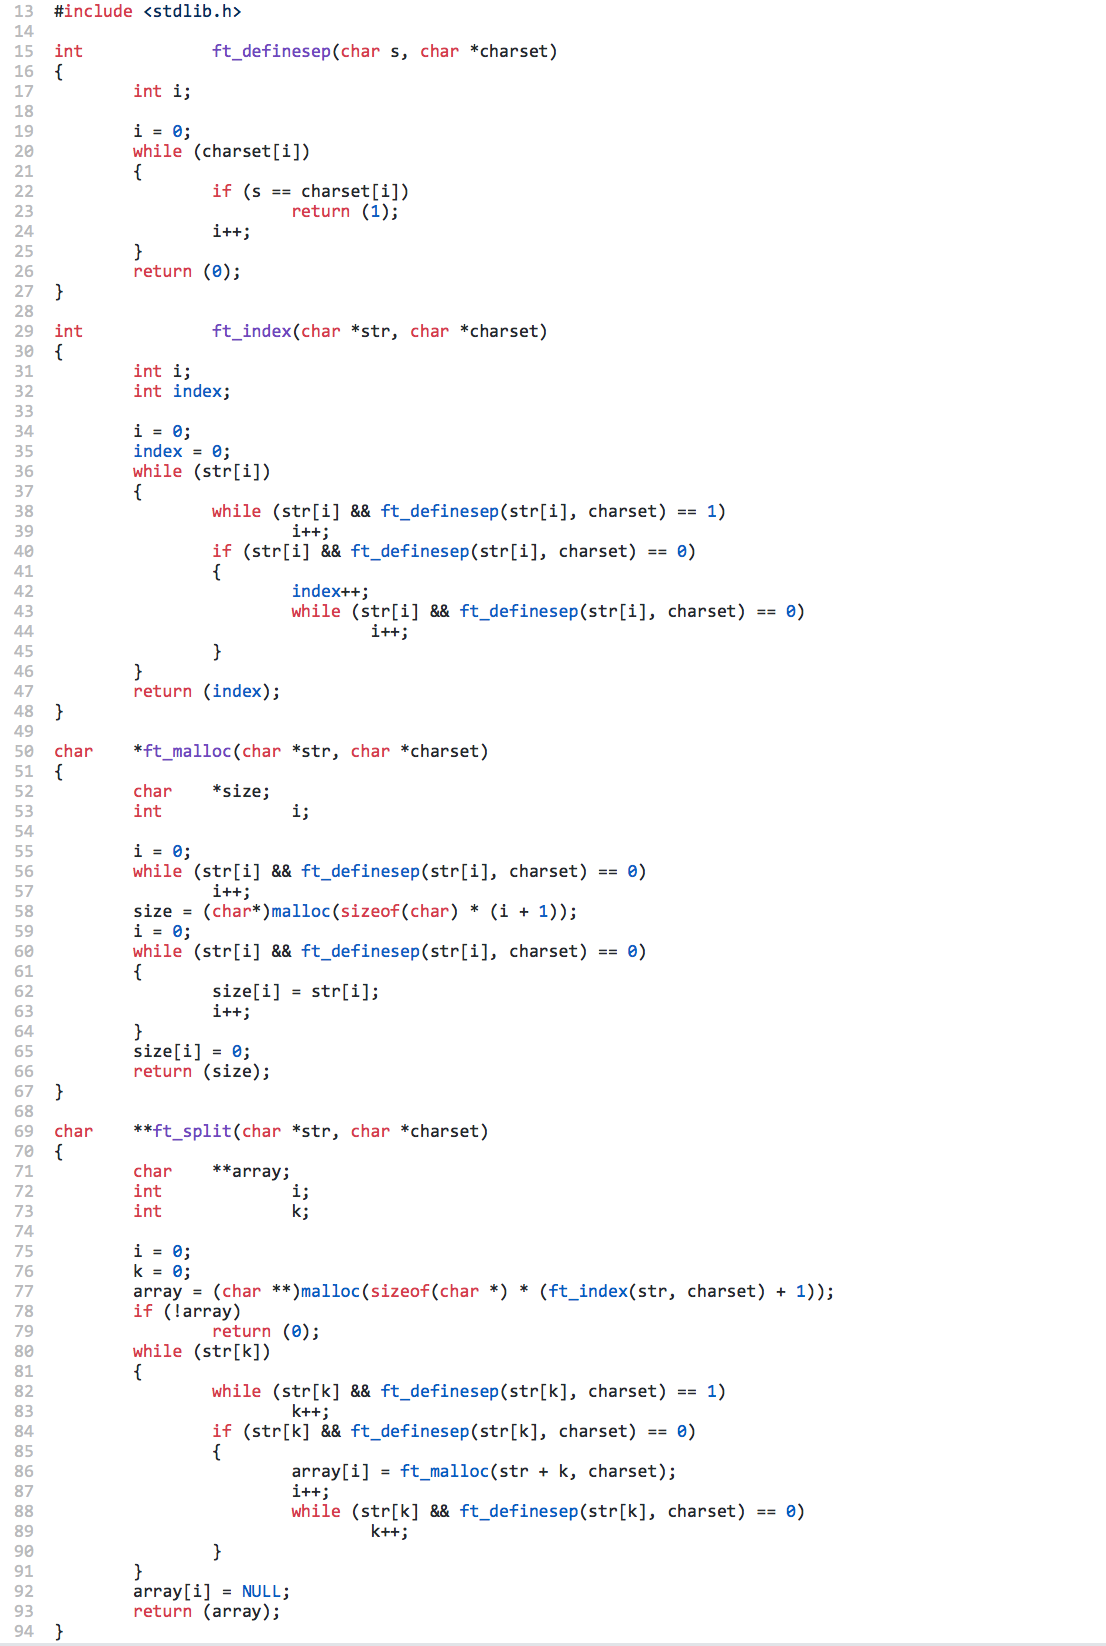 13 #include <stdlib.h>
14
15 int ft_definesep(char s, char *charset)
16 {
17 int i;
18
19 i = 0;
20 while (charset[i])
21 {
22 if (s == charset[i])
23 return (1);
24 i++;
25 }
26 return (0);
27 }
28
29 int ft_index(char *str, char *charset)
30 {
31 int i;
32 int index;
33
34 i = 0;
35 index = 0;
36 while (str[i])
37 {
38 while (str[i] && ft_definesep(str[i], charset) == 1)
39 i++;
40 if (str[i] && ft_definesep(str[i], charset) == 0)
41 {
42 index++;
43 while (str[i] && ft_definesep(str[i], charset) == 0)
44 i++;
45 }
46 }
47 return (index);
48 }
49
50 char *ft_malloc(char *str, char *charset)
51 {
52 char *size;
53 int i;
54
55 i = 0;
56 while (str[i] && ft_definesep(str[i], charset) == 0)
57 i++;
58 size = (char*)malloc(sizeof(char) * (i + 1));
59 i = 0;
60 while (str[i] && ft_definesep(str[i], charset) == 0)
61 {
62 size[i] = str[i];
63 i++;
64 }
65 size[i] = 0;
66 return (size);
67 }
68
69 char **ft_split(char *str, char *charset)
70 {
71 char **array;
72 int i;
73 int k;
74
75 i = 0;
76 k = 0;
77 array = (char **)malloc(sizeof(char *) * (ft_index(str, charset) + 1));
78 if (!array)
79 return (0);
80 while (str[k])
81 {
82 while (str[k] && ft_definesep(str[k], charset) == 1)
83 k++;
84 if (str[k] && ft_definesep(str[k], charset) == 0)
85 {
86 array[i] = ft_malloc(str + k, charset);
87 i++;
88 while (str[k] && ft_definesep(str[k], charset) == 0)
89 k++;
90 }
91 }
92 array[i] = NULL;
93 return (array);
94 }